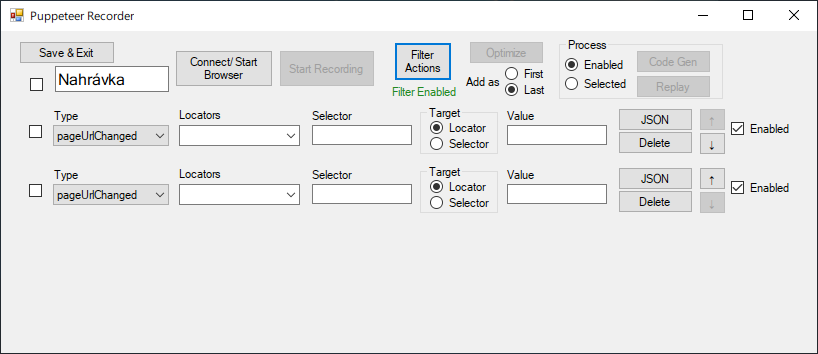 Puppeteer Recorder
Save & Exit
Nahrávka
Connect/ Start
Browser
Start Recording
Filter
Actions
Filter Enabled
Optimize
Add as
First
Last
Process
Enabled
Selected
Code Gen
Replay
Type
Locators
Selector
Target
Value
pageUrlChanged
Locator
Selector
JSON
Delete
↑
↓
Enabled
Type
Locators
Selector
Target
Value
pageUrlChanged
Locator
Selector
JSON
Delete
↑
↓
Enabled